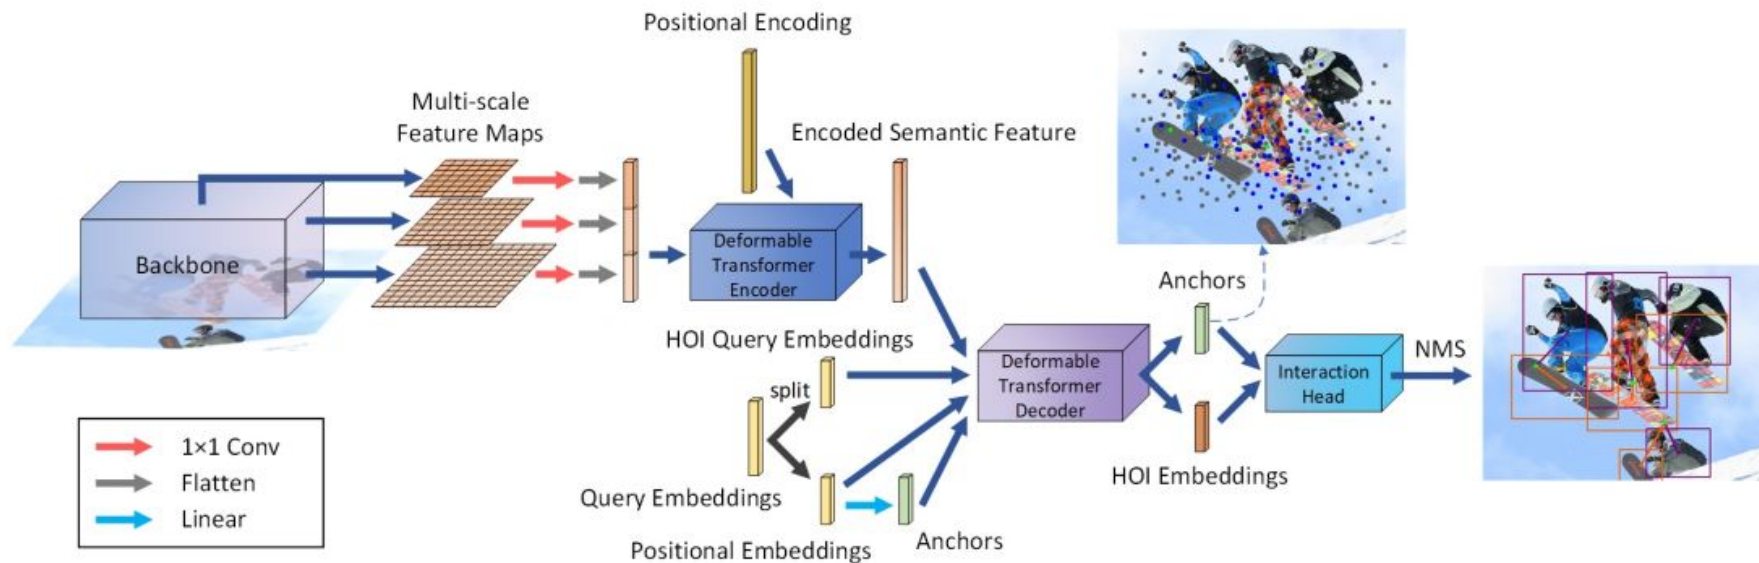 Positional Encoding
Multi-scale
Feature Maps
Encoded Semantic Feature
Backbone
Deformable
Transformer
Encoder
Anchors
HOI Query Embeddings
split
Deformable
Transformer
Decoder
Interaction
Head
NMS
1×1 Conv
Flatten
Linear
Query Embeddings
HOI Embeddings
Positional Embeddings
Anchors